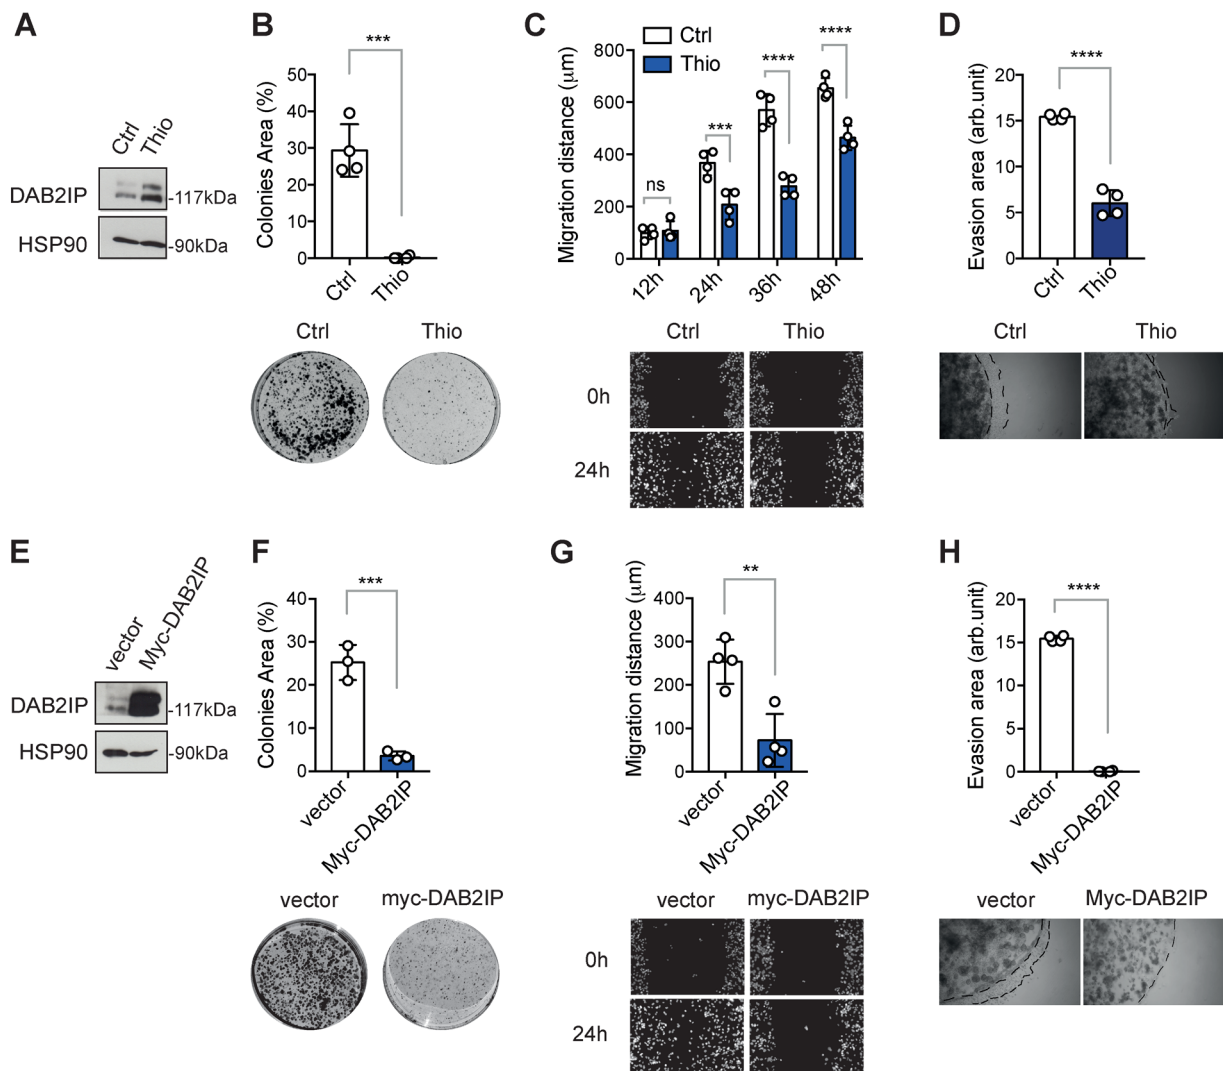 A
Ctrl
Thio
DAB2IP
-117kDa
HSP90
-90kDa
B
***
Colonies Area (%)
50
40
30
20
10
0
Ctrl
Thio
Ctrl
Thio
C
Ctrl
Thio
Migration distance (μm)
800
600
400
200
0
ns
***
****
****
12h
24h
36h
48h
Ctrl
Thio
0h
24h
D
****
Evasion area (arb.unit)
20
15
10
5
0
Ctrl
Thio
Ctrl
Thio
E
vector
Myc-DAB2IP
DAB2IP
-117kDa
HSP90
-90kDa
F
***
Colonies Area (%)
40
30
20
10
0
vector
Myc-DAB2IP
vector
myc-DAB2IP
G
**
Migration distance (μm)
400
300
200
100
0
vector
Myc-DAB2IP
vector
myc-DAB2IP
0h
24h
H
****
Evasion area (arb.unit)
20
15
10
5
0
vector
Myc-DAB2IP
vector
Myc-DAB2IP